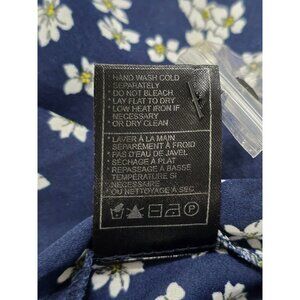 * HAND WASH COLD
SEPARATELY
* DO NOT BLEACH
* LAY FLAT TO DRY
* LOW HEAT IRON IF
NECESSARY
* OR DRY CLEAN
* LAVER À LA MAIN
SÉPARÉMENT À FROID
* PAS D'EAU DE JAVEL
* SÉCHAGE À PLAT
* REPASSAGE À BASSE
TEMPÉRATURE SI
NÉCESSAIRE
* OU NETTOYAGE À SEC
P